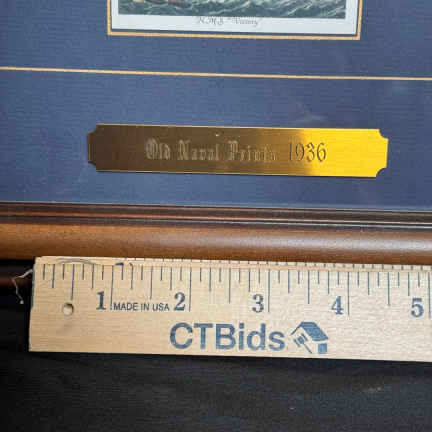 H.M.S. "Victory"
Old Naval Prints 1936
1 MADE IN USA 2 3 4 5
CTBids